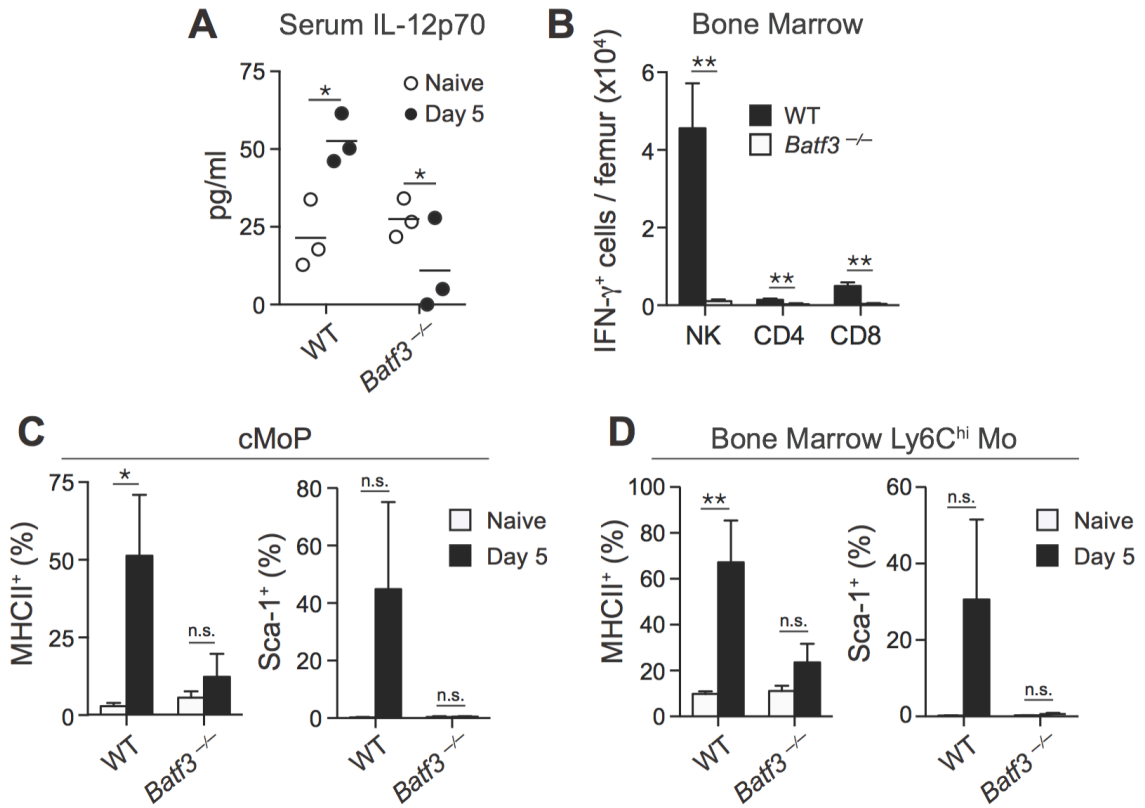 A Serum IL-12p70
75
50
25
0
pg/ml
* *
Naive
Day 5
WT
Batf3 –/–
B Bone Marrow
6
4
2
0
IFN-γ+ cells / femur (x10⁴)
** ** **
WT
Batf3 –/–
NK CD4 CD8
C cMoP
75
50
25
0
MHCII+ (%)
* n.s.
WT
Batf3 –/–
80
60
40
20
0
Sca-1+ (%)
n.s. n.s.
WT
Batf3 –/–
Naive
Day 5
D Bone Marrow Ly6Chi Mo
100
80
60
40
20
0
MHCII+ (%)
** n.s.
WT
Batf3 –/–
60
40
20
0
Sca-1+ (%)
n.s. n.s.
WT
Batf3 –/–
Naive
Day 5